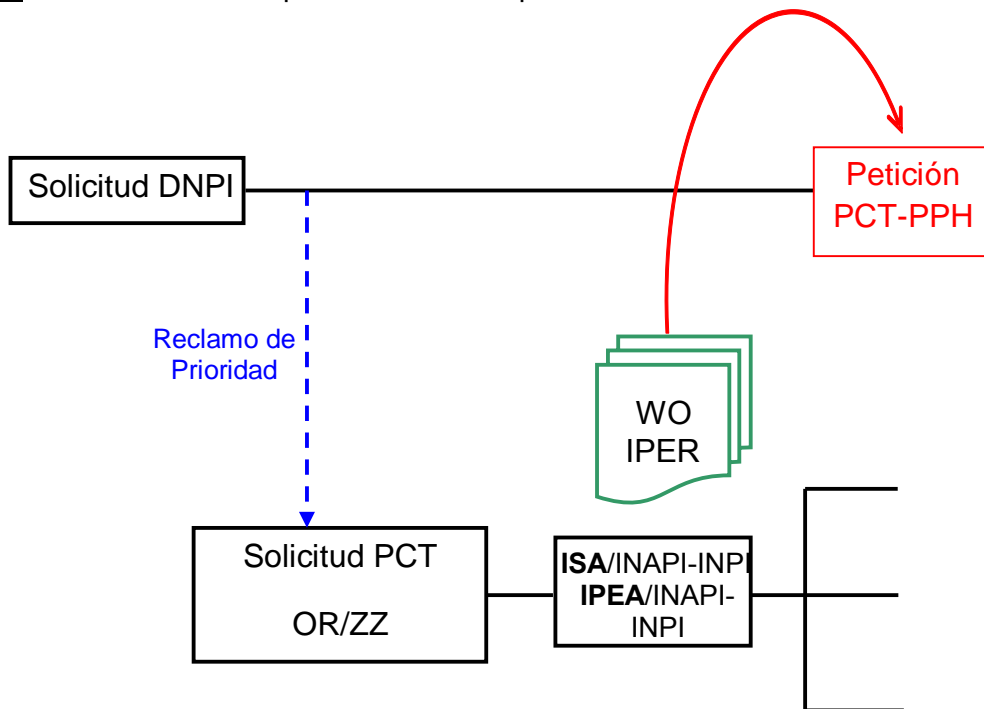 Solicitud DNPI
Petición
PCT-PPH
Reclamo de
Prioridad
WO
IPER
Solicitud PCT
OR/ZZ
ISA/INAPI-INPI
IPEA/INAPI-
INPI